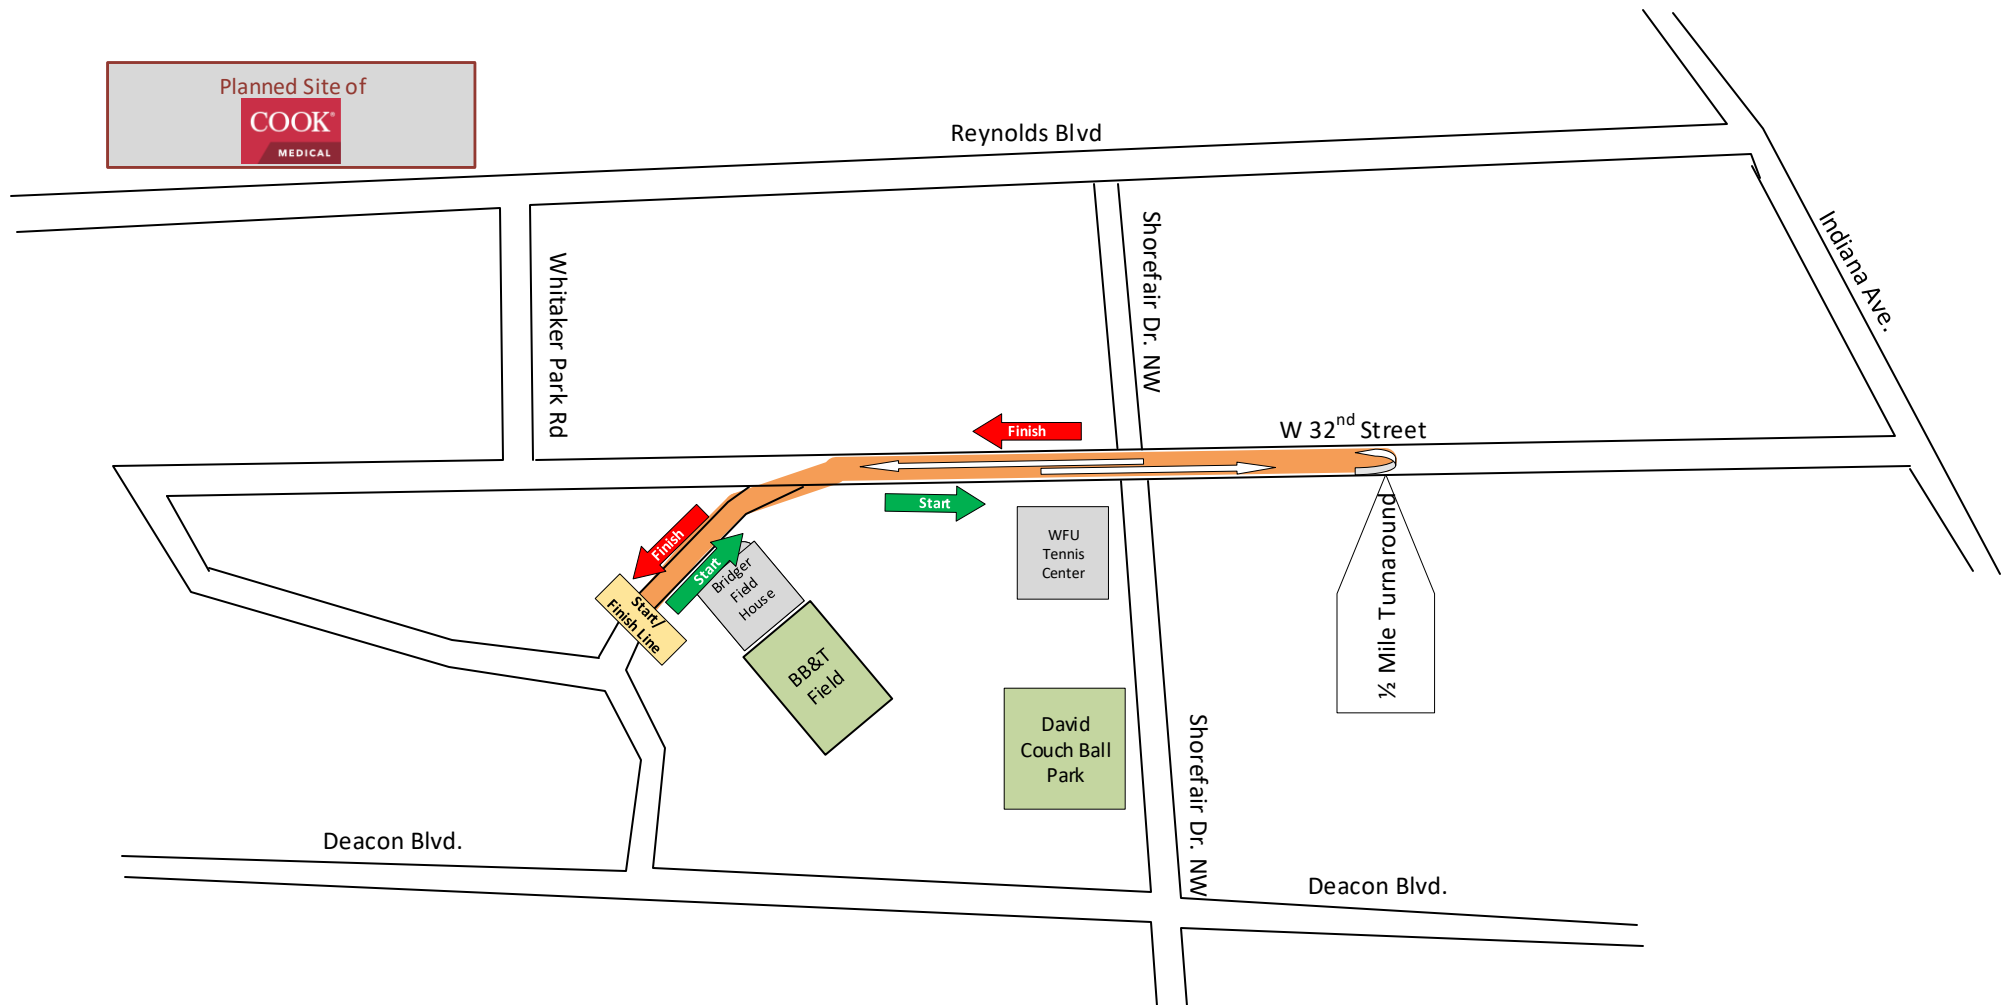 Planned Site of
COOK®
MEDICAL
Reynolds Blvd
Shorefair Dr. NW
Indiana Ave.
Whitaker Park Rd
Finish
W 32nd Street
Start
Finish
Start
WFU
Tennis
Center
Bridger
Field
House
Start/
Finish Line
½ Mile Turnaround
BB&T
Field
David
Couch Ball
Park
Shorefair Dr. NW
Deacon Blvd.
Deacon Blvd.